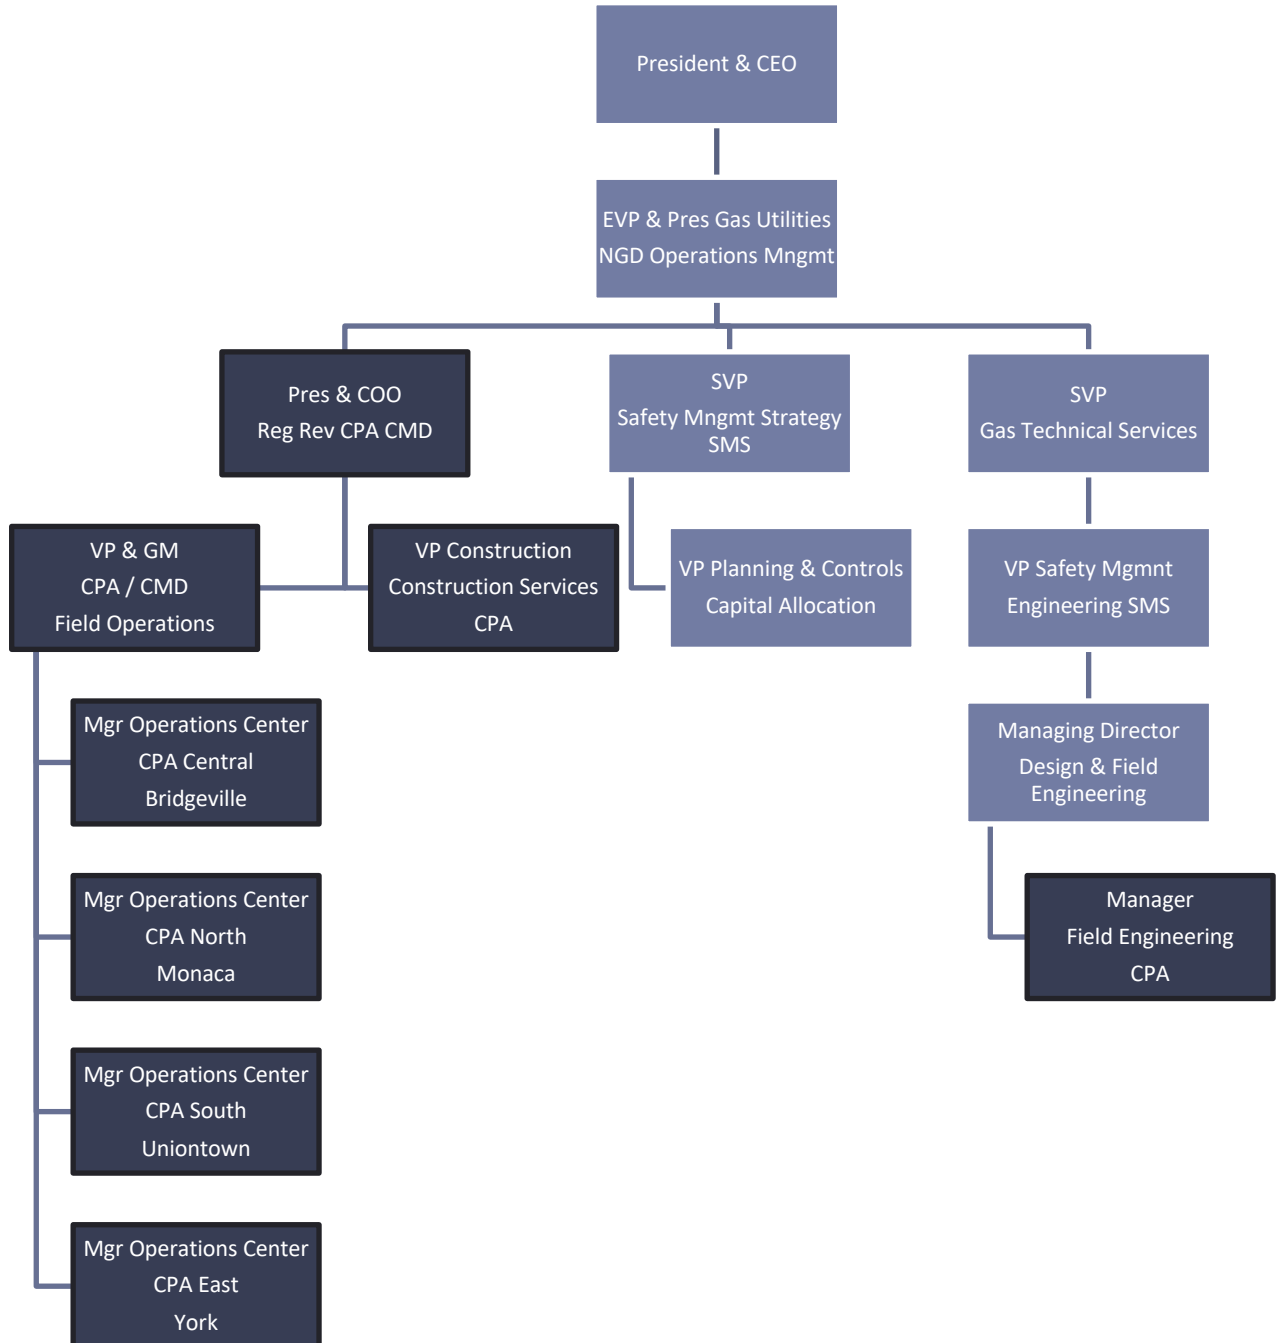 President & CEO
EVP & Pres Gas Utilities
NGD Operations Mngmt
Pres & COO
Reg Rev CPA CMD
SVP
Safety Mngmt Strategy
SMS
SVP
Gas Technical Services
VP & GM
CPA / CMD
Field Operations
VP Construction
Construction Services
CPA
VP Planning & Controls
Capital Allocation
VP Safety Mgmnt
Engineering SMS
Mgr Operations Center
CPA Central
Bridgeville
Managing Director
Design & Field
Engineering
Mgr Operations Center
CPA North
Monaca
Manager
Field Engineering
CPA
Mgr Operations Center
CPA South
Uniontown
Mgr Operations Center
CPA East
York